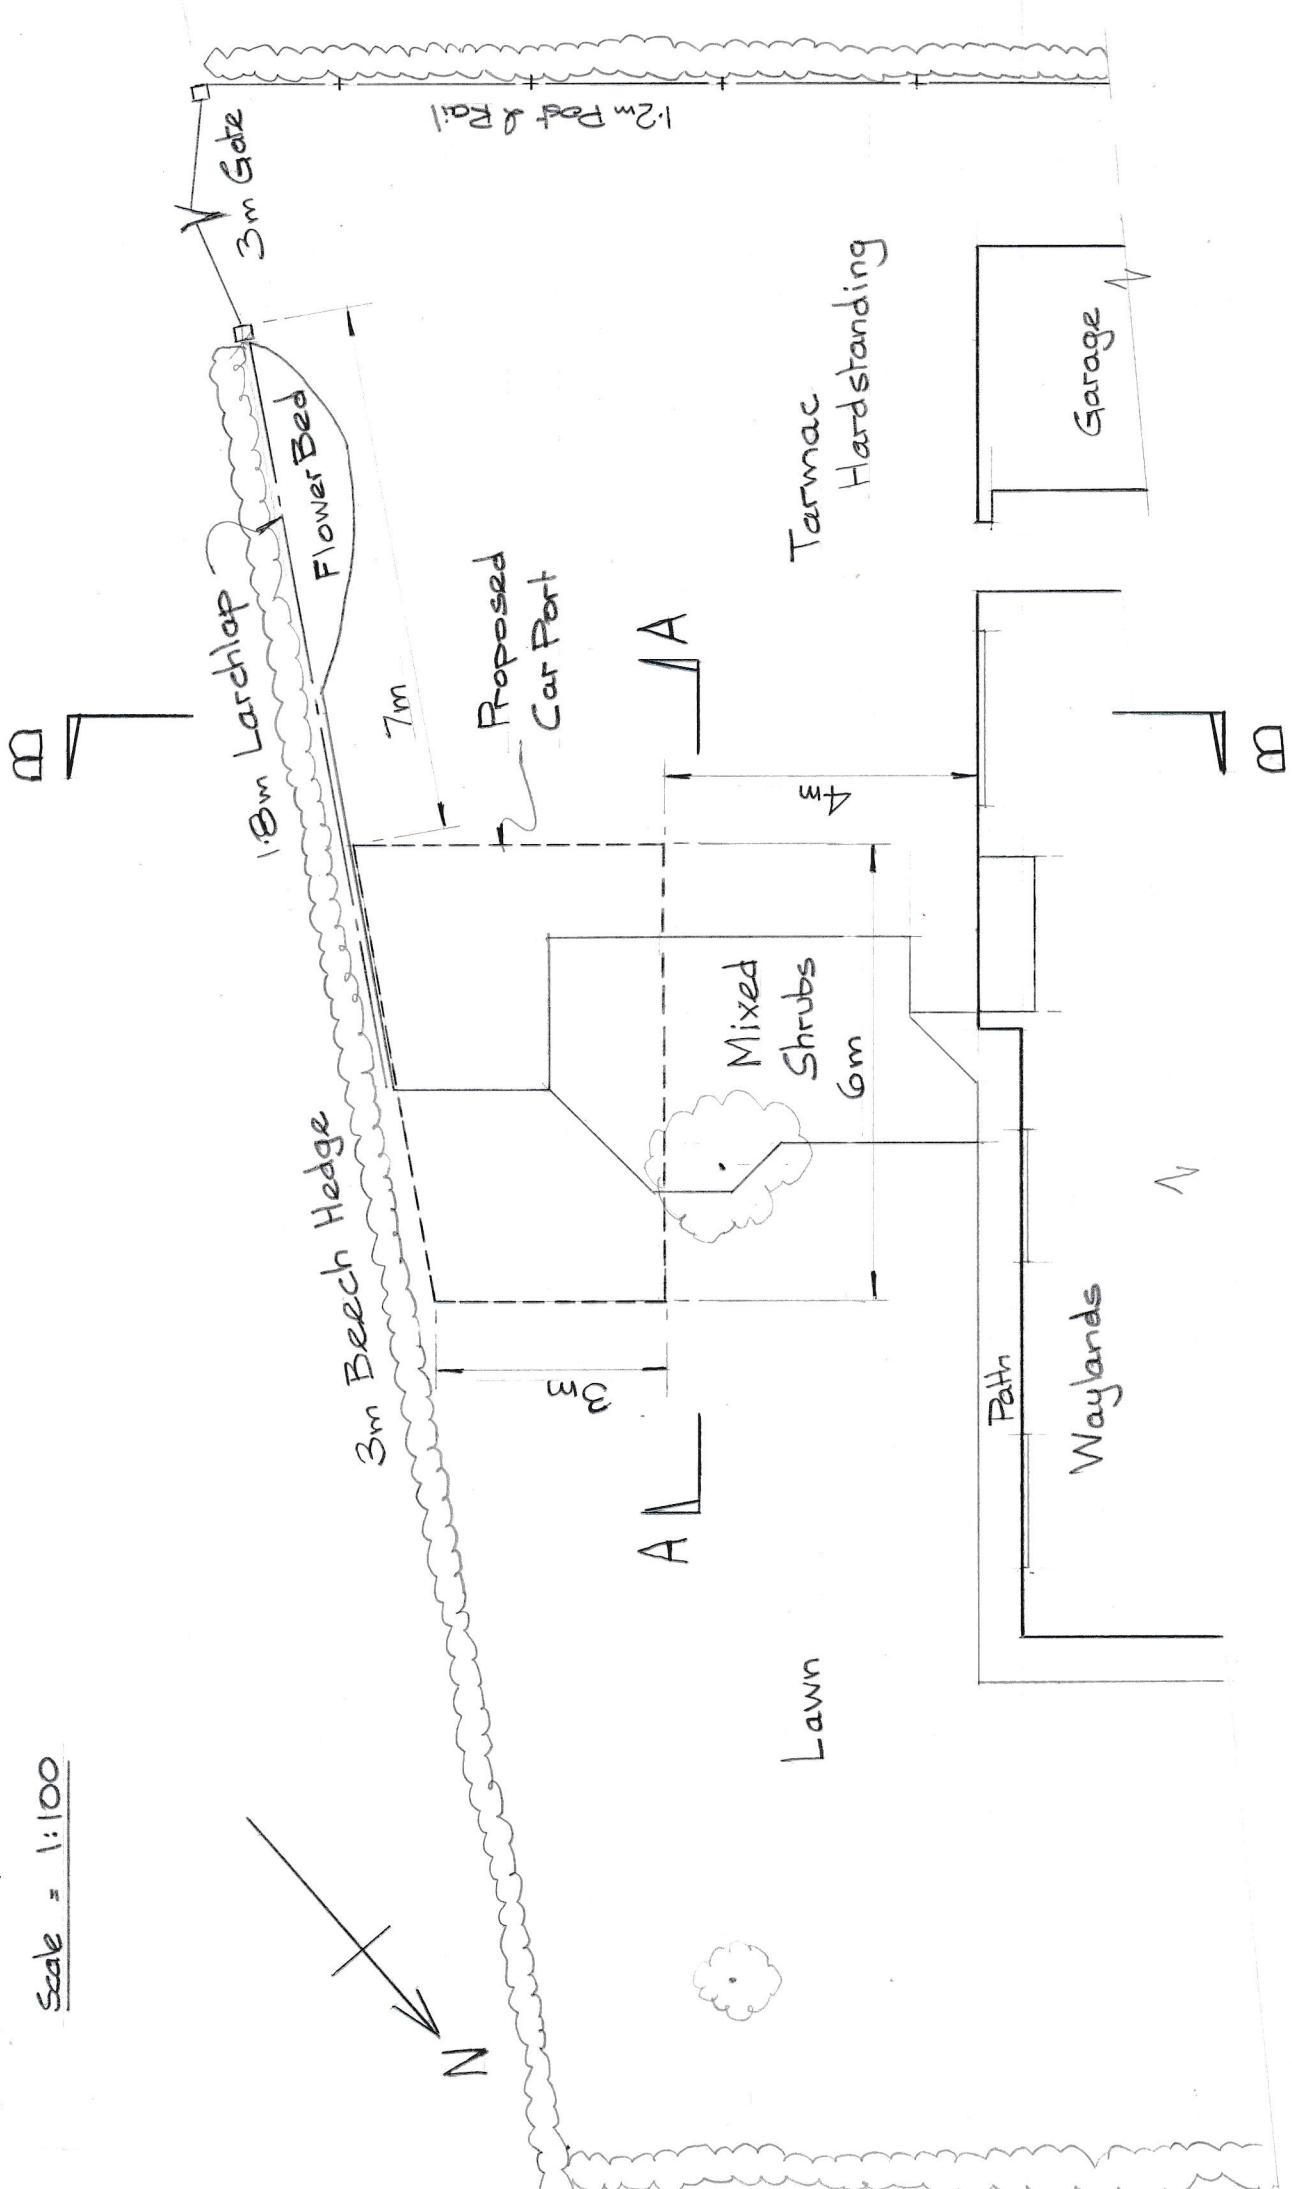 Scale = 1:100
N
B
B
A
A
3m Beech Hedge
1.8m Larchlap
Flower Bed
3m Gate
1.2m Post & Rail
7m
Proposed
Car Port
Tarmac
Hardstanding
Garage
4m
Mixed
Shrubs
6m
3m
Lawn
Path
Waylands